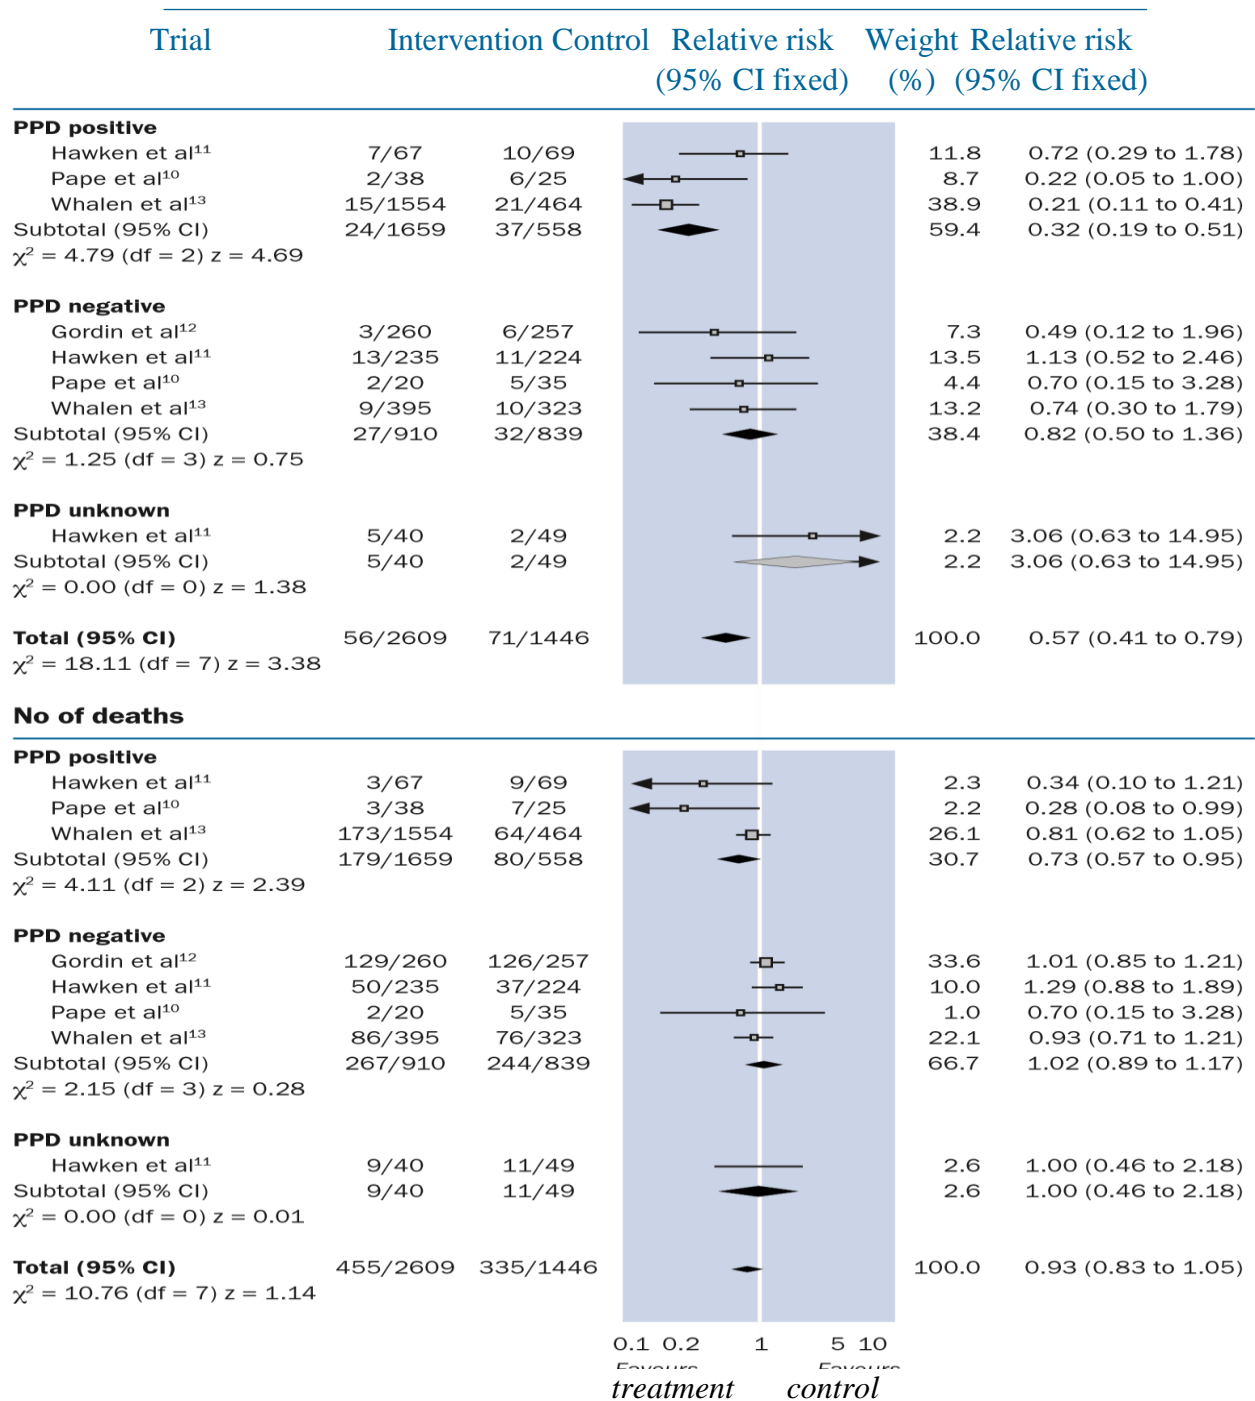 Trial Intervention Control Relative risk Weight Relative risk
(95% CI fixed) (%) (95% CI fixed)
PPD positive
Hawken et al¹¹ 7/67 10/69 11.8 0.72 (0.29 to 1.78)
Pape et al¹⁰ 2/38 6/25 8.7 0.22 (0.05 to 1.00)
Whalen et al¹³ 15/1554 21/464 38.9 0.21 (0.11 to 0.41)
Subtotal (95% CI) 24/1659 37/558 59.4 0.32 (0.19 to 0.51)
χ² = 4.79 (df = 2) z = 4.69
PPD negative
Gordin et al¹² 3/260 6/257 7.3 0.49 (0.12 to 1.96)
Hawken et al¹¹ 13/235 11/224 13.5 1.13 (0.52 to 2.46)
Pape et al¹⁰ 2/20 5/35 4.4 0.70 (0.15 to 3.28)
Whalen et al¹³ 9/395 10/323 13.2 0.74 (0.30 to 1.79)
Subtotal (95% CI) 27/910 32/839 38.4 0.82 (0.50 to 1.36)
χ² = 1.25 (df = 3) z = 0.75
PPD unknown
Hawken et al¹¹ 5/40 2/49 2.2 3.06 (0.63 to 14.95)
Subtotal (95% CI) 5/40 2/49 2.2 3.06 (0.63 to 14.95)
χ² = 0.00 (df = 0) z = 1.38
Total (95% CI) 56/2609 71/1446 100.0 0.57 (0.41 to 0.79)
χ² = 18.11 (df = 7) z = 3.38
No of deaths
PPD positive
Hawken et al¹¹ 3/67 9/69 2.3 0.34 (0.10 to 1.21)
Pape et al¹⁰ 3/38 7/25 2.2 0.28 (0.08 to 0.99)
Whalen et al¹³ 173/1554 64/464 26.1 0.81 (0.62 to 1.05)
Subtotal (95% CI) 179/1659 80/558 30.7 0.73 (0.57 to 0.95)
χ² = 4.11 (df = 2) z = 2.39
PPD negative
Gordin et al¹² 129/260 126/257 33.6 1.01 (0.85 to 1.21)
Hawken et al¹¹ 50/235 37/224 10.0 1.29 (0.88 to 1.89)
Pape et al¹⁰ 2/20 5/35 1.0 0.70 (0.15 to 3.28)
Whalen et al¹³ 86/395 76/323 22.1 0.93 (0.71 to 1.21)
Subtotal (95% CI) 267/910 244/839 66.7 1.02 (0.89 to 1.17)
χ² = 2.15 (df = 3) z = 0.28
PPD unknown
Hawken et al¹¹ 9/40 11/49 2.6 1.00 (0.46 to 2.18)
Subtotal (95% CI) 9/40 11/49 2.6 1.00 (0.46 to 2.18)
χ² = 0.00 (df = 0) z = 0.01
Total (95% CI) 455/2609 335/1446 100.0 0.93 (0.83 to 1.05)
χ² = 10.76 (df = 7) z = 1.14
0.1 0.2 1 5 10
Favours Favours
treatment control